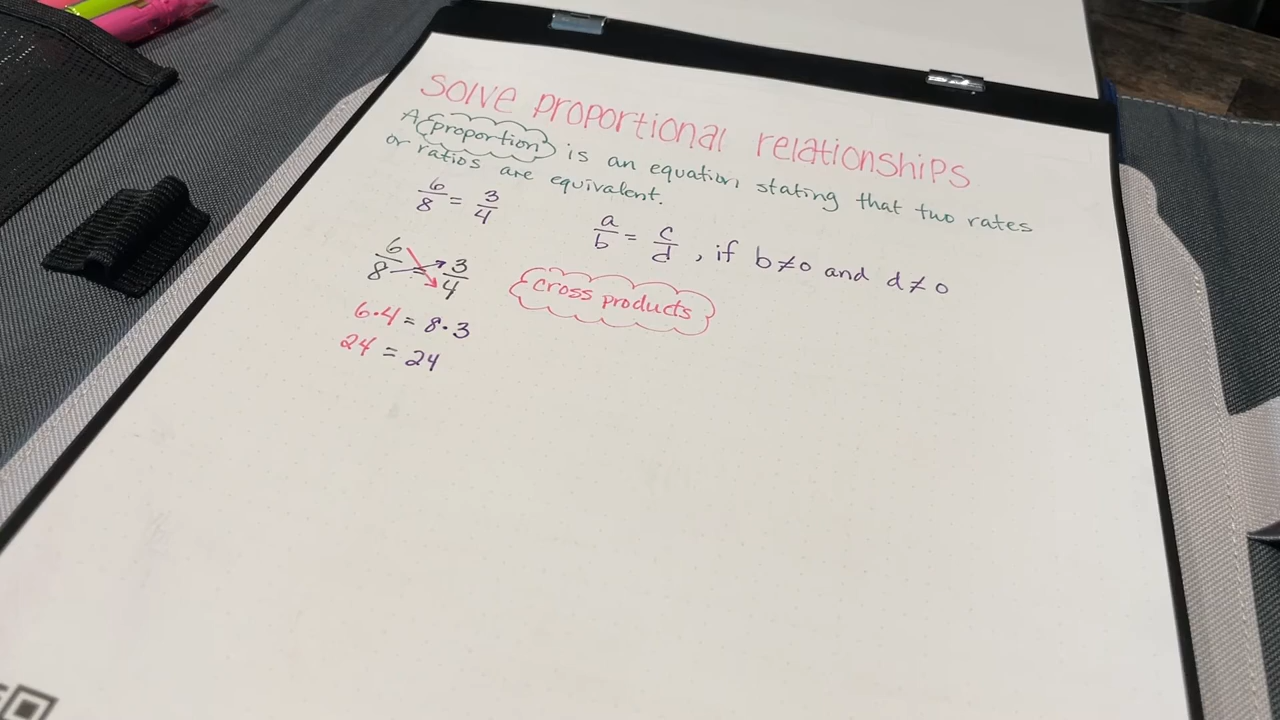 Solve proportional relationships
A proportion is an equation stating that two rates
or ratios are equivalent.
6/8 = 3/4
a/b = c/d, if b≠0 and d≠0
6/8 = 3/4
cross products
6·4 = 8·3
24 = 24